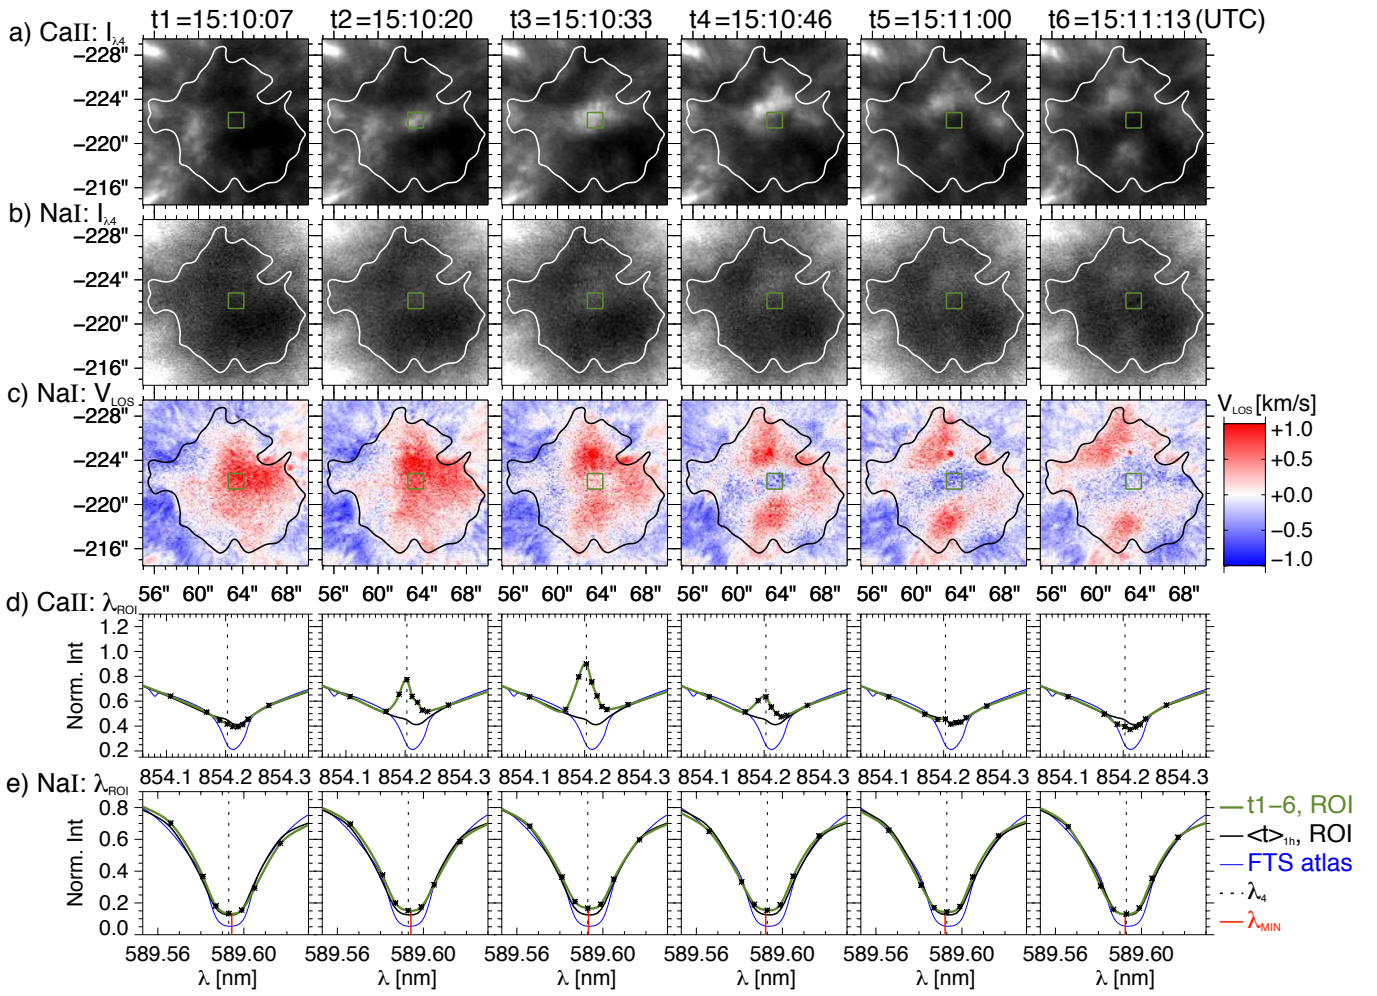 t1=15:10:07 t2=15:10:20 t3=15:10:33 t4=15:10:46 t5=15:11:00 t6=15:11:13 (UTC)
a) CaII: I_λ4
−228"
−224"
−220"
−216"
b) NaI: I_λ4
−228"
−224"
−220"
−216"
c) NaI: V_LOS
−228"
−224"
−220"
−216"
V_LOS [km/s]
+1.0
+0.5
+0.0
−0.5
−1.0
56" 60" 64" 68" 56" 60" 64" 68" 56" 60" 64" 68" 56" 60" 64" 68" 56" 60" 64" 68" 56" 60" 64" 68"
d) CaII: λ_ROI
Norm. Int
1.2
1.0
0.8
0.6
0.4
0.2
854.1 854.2 854.3 854.1 854.2 854.3 854.1 854.2 854.3 854.1 854.2 854.3 854.1 854.2 854.3 854.1 854.2 854.3
e) NaI: λ_ROI
Norm. Int
0.8
0.6
0.4
0.2
0.0
589.56 589.60 589.56 589.60 589.56 589.60 589.56 589.60 589.56 589.60 589.56 589.60
λ [nm] λ [nm] λ [nm] λ [nm] λ [nm] λ [nm]
t1−6, ROI
<t>_1h, ROI
FTS atlas
λ_4
λ_MIN